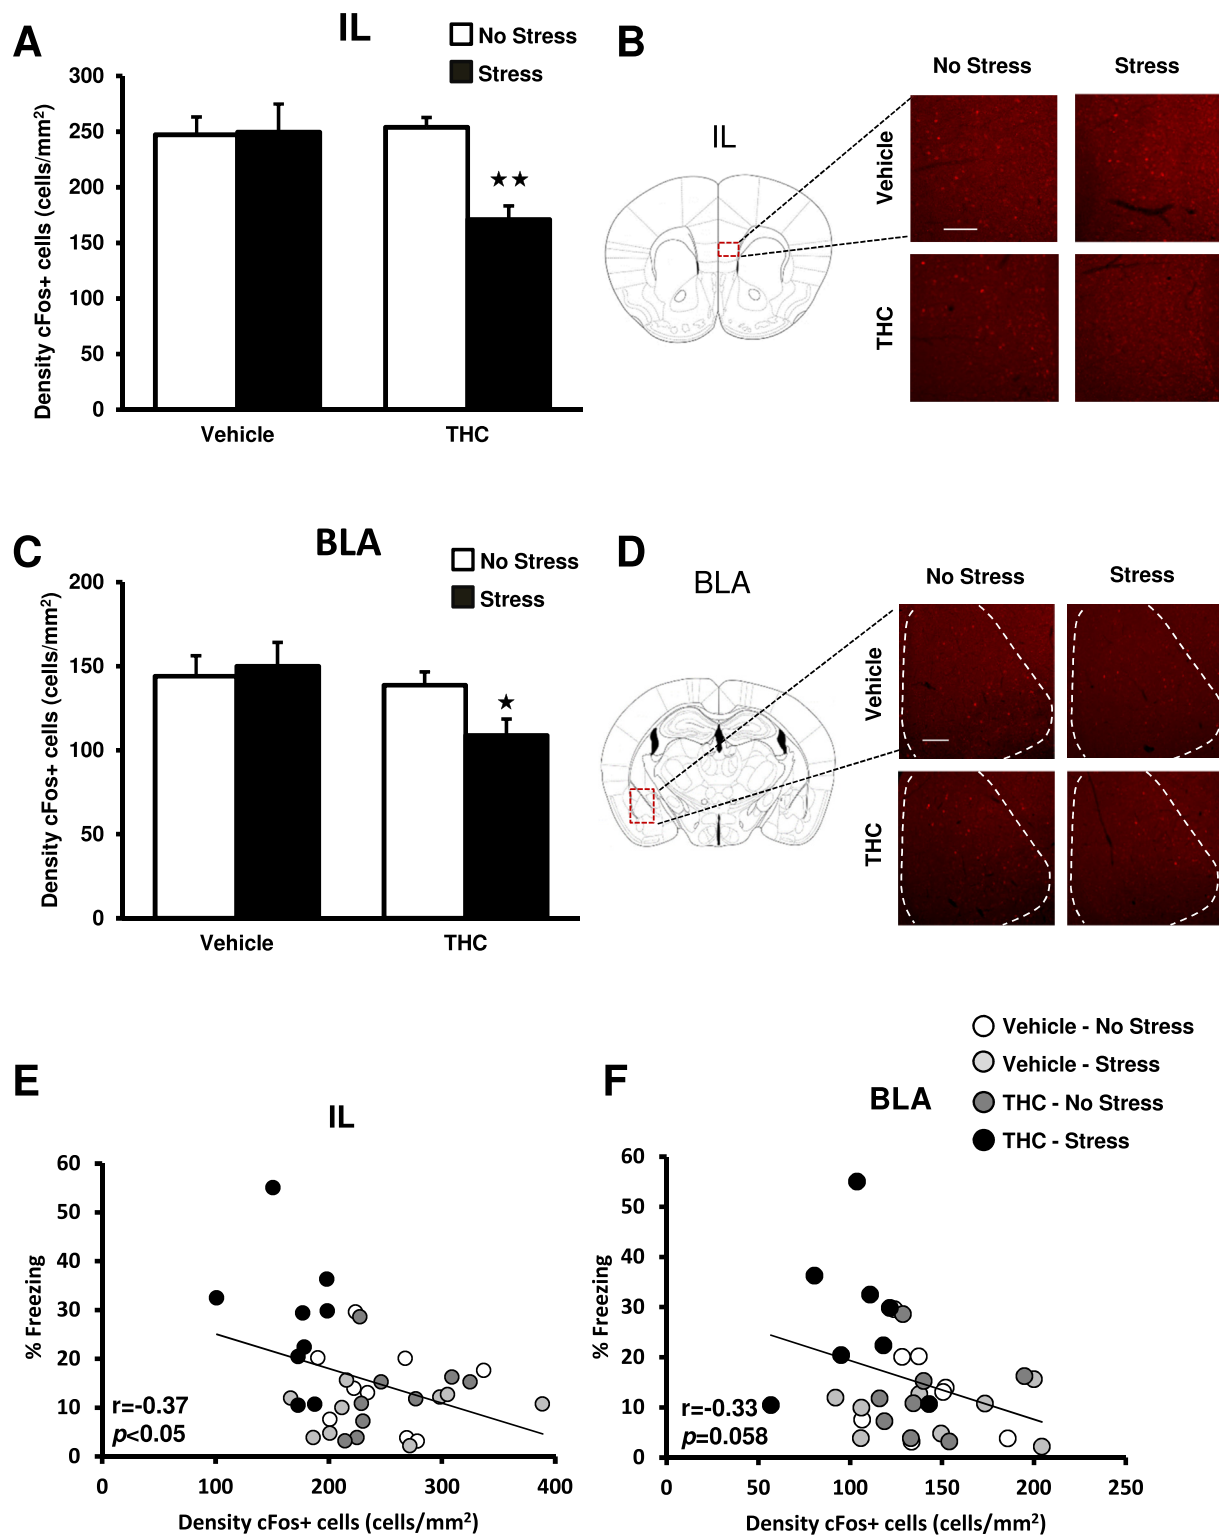 A
IL
No Stress
Stress
300
250
200
150
100
50
0
Density cFos+ cells (cells/mm²)
★★
Vehicle
THC
B
IL
No Stress
Stress
Vehicle
THC
C
BLA
No Stress
Stress
200
150
100
50
0
Density cFos+ cells (cells/mm²)
★
Vehicle
THC
D
BLA
No Stress
Stress
Vehicle
THC
Vehicle - No Stress
Vehicle - Stress
THC - No Stress
THC - Stress
E
IL
60
50
40
30
20
10
0
% Freezing
r=-0.37
p<0.05
0
100
200
300
400
Density cFos+ cells (cells/mm²)
F
BLA
60
50
40
30
20
10
0
% Freezing
r=-0.33
p=0.058
0
50
100
150
200
250
Density cFos+ cells (cells/mm²)